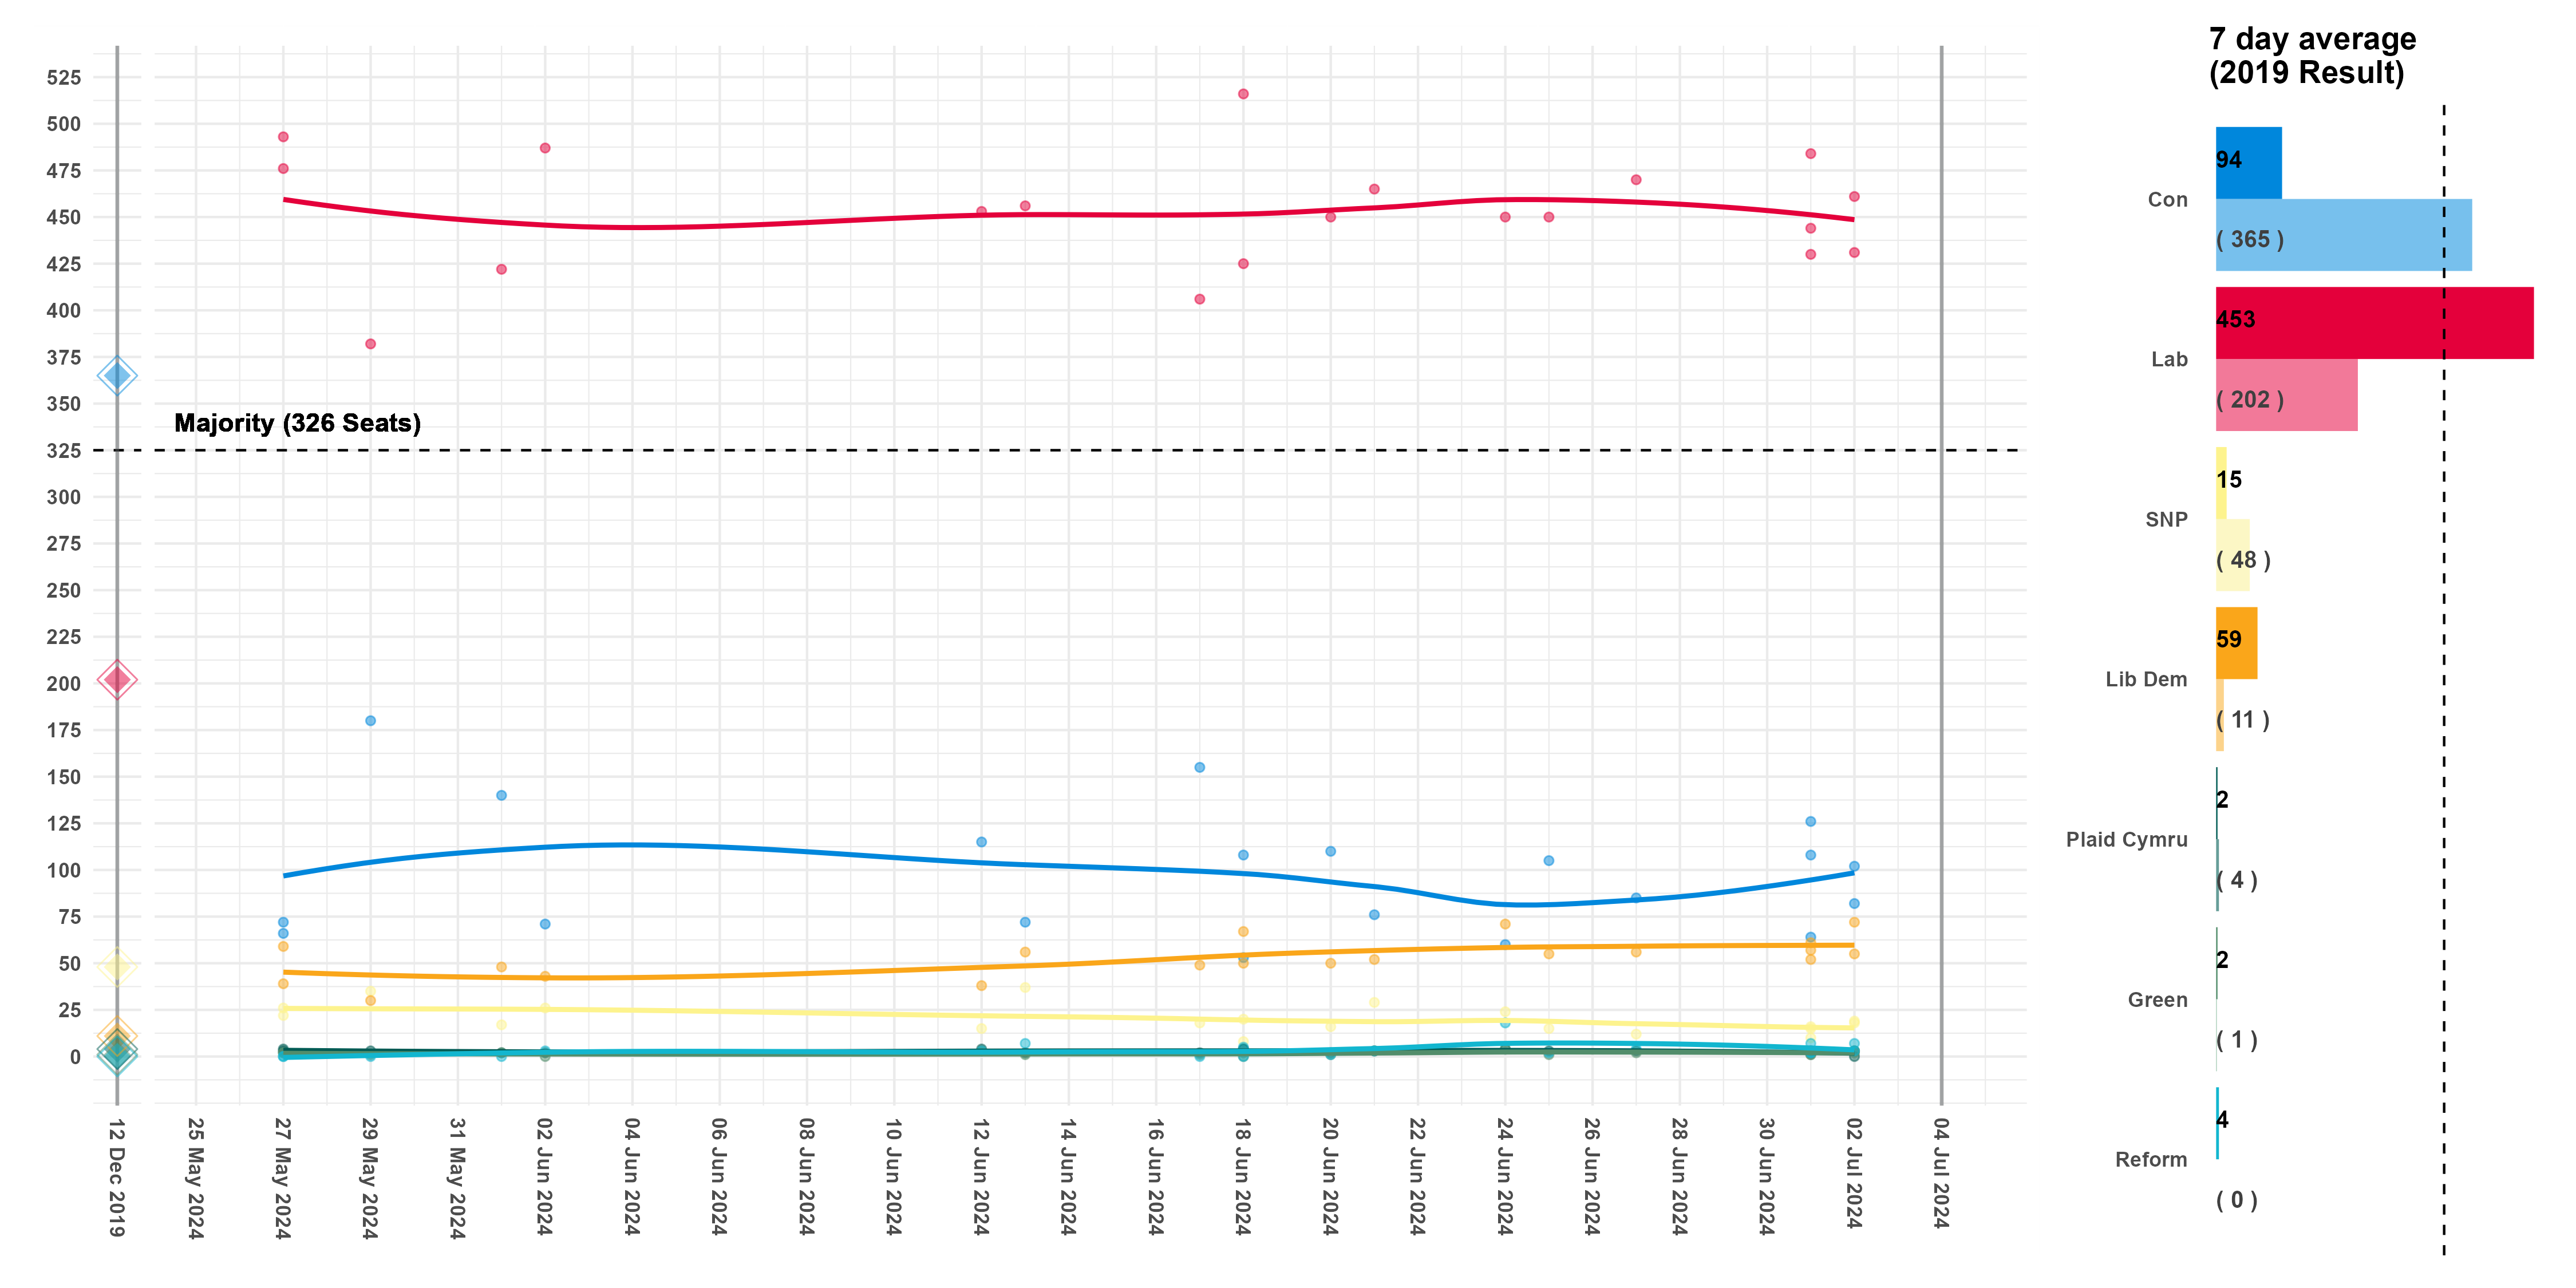 7 day average
(2019 Result)
525
500
475
450
425
400
375
350
325
300
275
250
225
200
175
150
125
100
75
50
25
0
Majority (326 Seats)
12 Dec 2019
25 May 2024
27 May 2024
29 May 2024
31 May 2024
02 Jun 2024
04 Jun 2024
06 Jun 2024
08 Jun 2024
10 Jun 2024
12 Jun 2024
14 Jun 2024
16 Jun 2024
18 Jun 2024
20 Jun 2024
22 Jun 2024
24 Jun 2024
26 Jun 2024
28 Jun 2024
30 Jun 2024
02 Jul 2024
04 Jul 2024
94
Con
( 365 )
453
Lab
( 202 )
15
SNP
( 48 )
59
Lib Dem
( 11 )
2
Plaid Cymru
( 4 )
2
Green
( 1 )
4
Reform
( 0 )